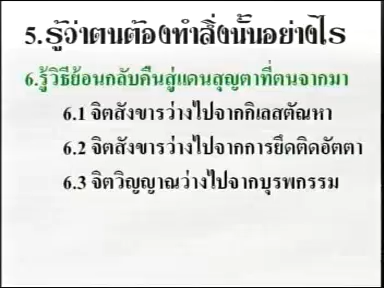 5.รู้ว่าตนต้องทำสิ่งนั้นอย่างไร
6.รู้วิธีย้อนกลับคืนสู่แดนสุญตาที่ตนจากมา
6.1 จิตสังขารว่างไปจากกิเลสตัณหา
6.2 จิตสังขารว่างไปจากการยึดติดอัตตา
6.3 จิตวิญญาณว่างไปจากบุรพกรรม